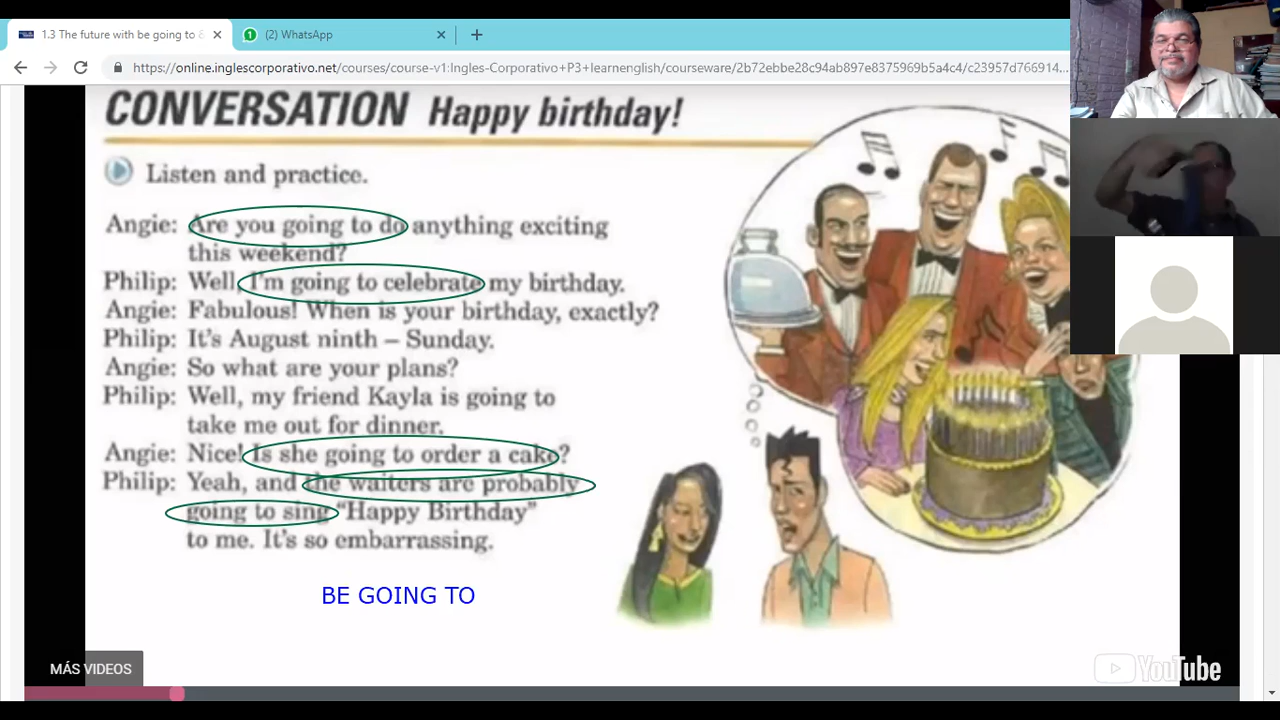 1.3 The future with be going to &
(2) WhatsApp
https://online.inglescorporativo.net/courses/course-v1:Ingles-Corporativo+P3+learnenglish/courseware/2b72ebbe28c94ab897e8375969b5a4c4/c23957d766914...
CONVERSATION Happy birthday!
Listen and practice.
Angie: Are you going to do anything exciting
this weekend?
Philip: Well, I'm going to celebrate my birthday.
Angie: Fabulous! When is your birthday, exactly?
Philip: It's August ninth – Sunday.
Angie: So what are your plans?
Philip: Well, my friend Kayla is going to
take me out for dinner.
Angie: Nice! Is she going to order a cake?
Philip: Yeah, and the waiters are probably
going to sing "Happy Birthday"
to me. It's so embarrassing.
BE GOING TO
MÁS VIDEOS
YouTube